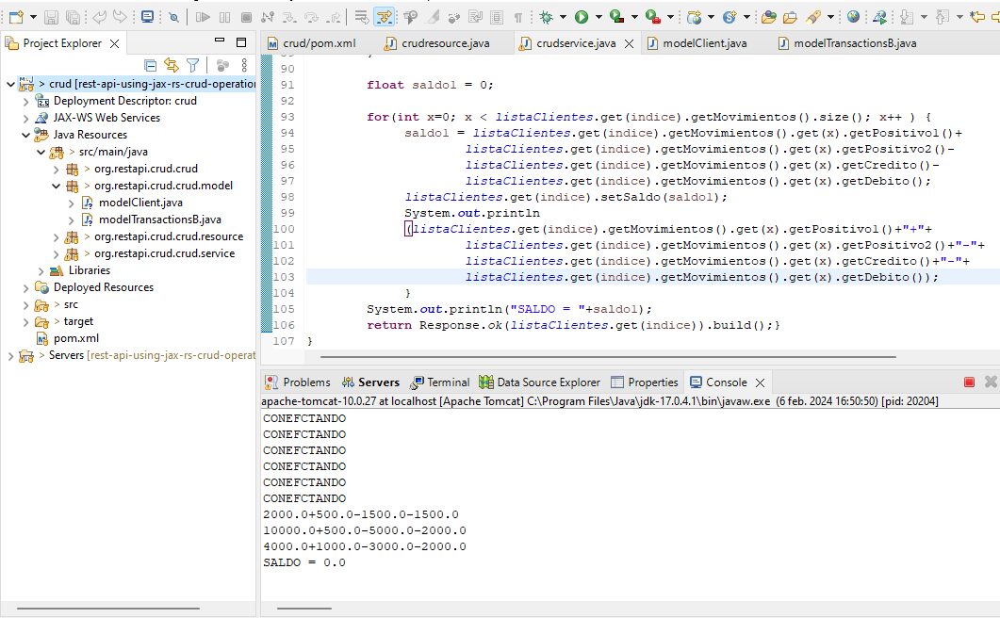 Project Explorer
crud/pom.xml
crudresource.java
crudservice.java
modelClient.java
modelTransactionsB.java
> crud [rest-api-using-jax-rs-crud-operation
Deployment Descriptor: crud
JAX-WS Web Services
Java Resources
> src/main/java
> org.restapi.crud.crud
> org.restapi.crud.crud.model
modelClient.java
> modelTransactionsB.java
> org.restapi.crud.crud.resource
> org.restapi.crud.crud.service
Libraries
Deployed Resources
> src
> target
pom.xml
> Servers [rest-api-using-jax-rs-crud-operat
90
91 float saldo1 = 0;
92
93 for(int x=0; x < listaClientes.get(indice).getMovimientos().size(); x++ ) {
94 saldo1 = listaClientes.get(indice).getMovimientos().get(x).getPositivo1()+
95 listaClientes.get(indice).getMovimientos().get(x).getPositivo2()-
96 listaClientes.get(indice).getMovimientos().get(x).getCredito()-
97 listaClientes.get(indice).getMovimientos().get(x).getDebito();
98 listaClientes.get(indice).setSaldo(saldo1);
99 System.out.println
100 (listaClientes.get(indice).getMovimientos().get(x).getPositivo1()+"+"+
101 listaClientes.get(indice).getMovimientos().get(x).getPositivo2()+"-"+
102 listaClientes.get(indice).getMovimientos().get(x).getCredito()+"-"+
103 listaClientes.get(indice).getMovimientos().get(x).getDebito());
104 }
105 System.out.println("SALDO = "+saldo1);
106 return Response.ok(listaClientes.get(indice)).build();}
107 }
Problems
Servers
Terminal
Data Source Explorer
Properties
Console
apache-tomcat-10.0.27 at localhost [Apache Tomcat] C:\Program Files\Java\jdk-17.0.4.1\bin\javaw.exe (6 feb. 2024 16:50:50) [pid: 20204]
CONEFCTANDO
CONEFCTANDO
CONEFCTANDO
CONEFCTANDO
CONEFCTANDO
CONEFCTANDO
2000.0+500.0-1500.0-1500.0
10000.0+500.0-5000.0-2000.0
4000.0+1000.0-3000.0-2000.0
SALDO = 0.0